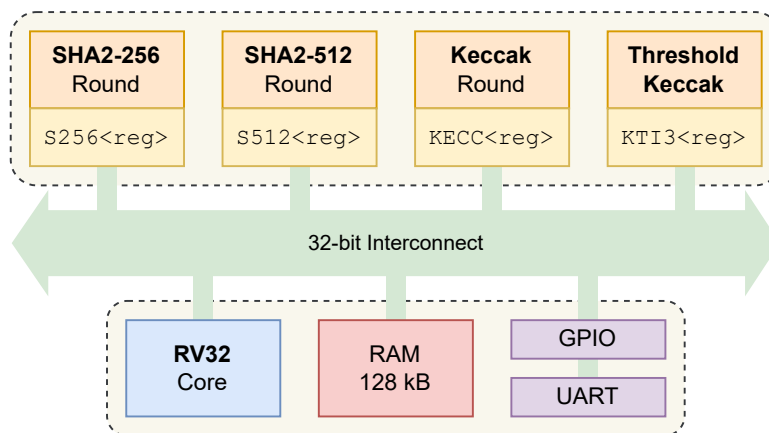 SHA2-256
Round
S256<reg>
SHA2-512
Round
S512<reg>
Keccak
Round
KECC<reg>
Threshold
Keccak
KTI3<reg>
32-bit Interconnect
RV32
Core
RAM
128 kB
GPIO
UART